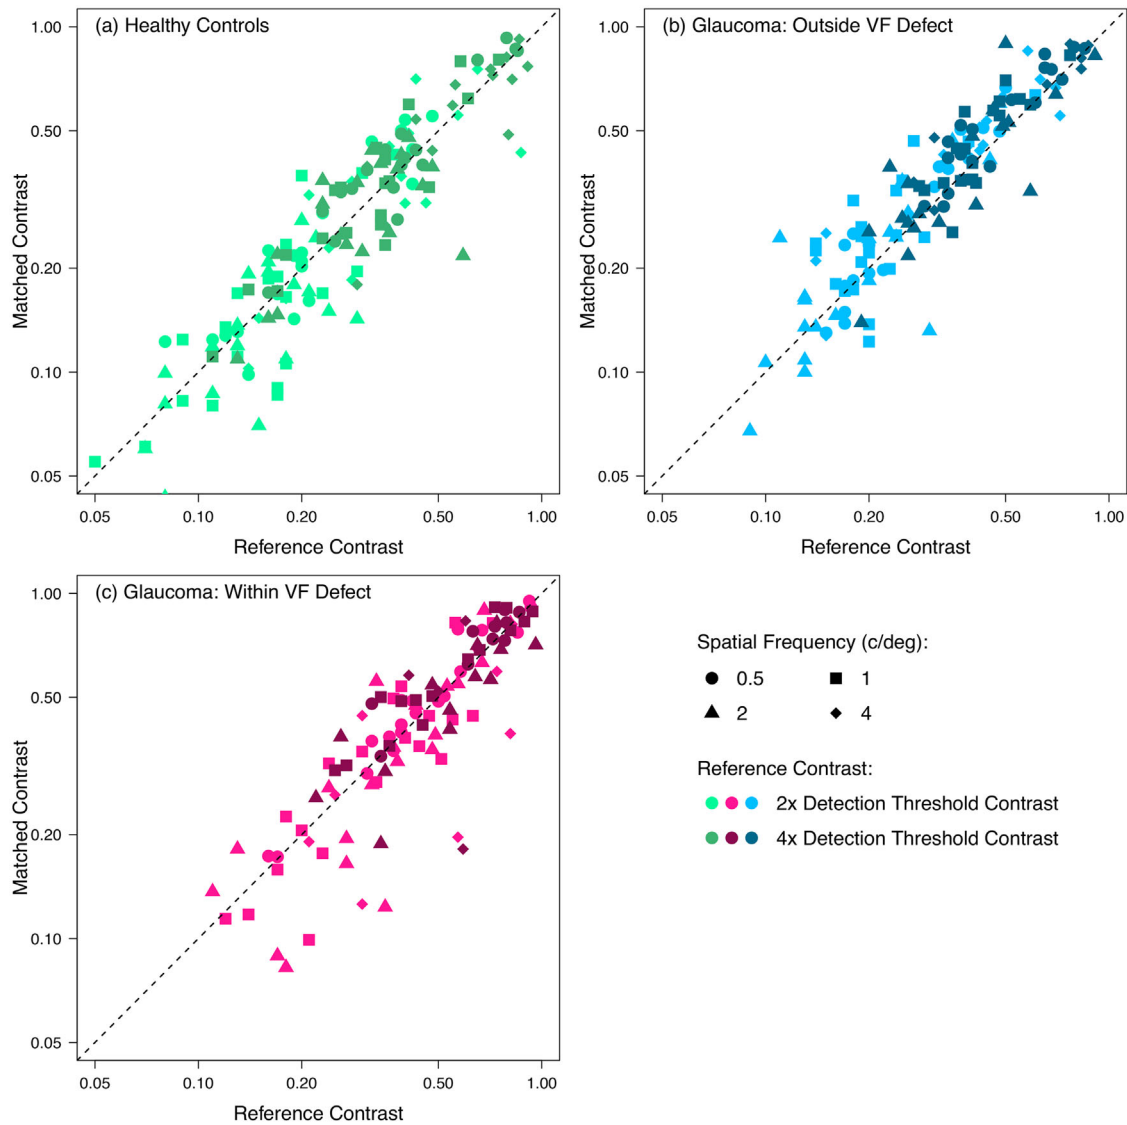 (a) Healthy Controls
1.00
0.50
0.20
0.10
0.05
Matched Contrast
0.05 0.10 0.20 0.50 1.00
Reference Contrast
(b) Glaucoma: Outside VF Defect
1.00
0.50
0.20
0.10
0.05
Matched Contrast
0.05 0.10 0.20 0.50 1.00
Reference Contrast
(c) Glaucoma: Within VF Defect
1.00
0.50
0.20
0.10
0.05
Matched Contrast
0.05 0.10 0.20 0.50 1.00
Reference Contrast
Spatial Frequency (c/deg):
0.5 1
2 4
Reference Contrast:
2x Detection Threshold Contrast
4x Detection Threshold Contrast